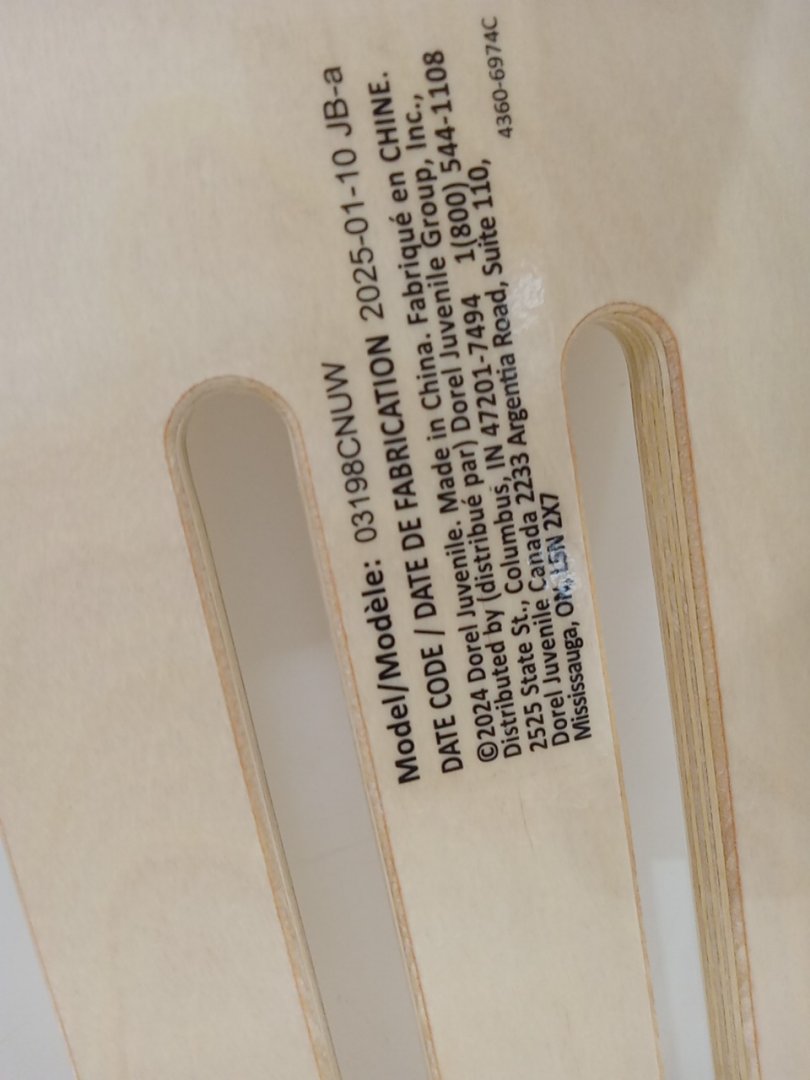 Model/Modèle: 03198CNUW
DATE CODE / DATE DE FABRICATION 2025-01-10 JB-a
©2024 Dorel Juvenile. Made in China. Fabriqué en CHINE.
Distributed by (distribué par) Dorel Juvenile Group, Inc.,
2525 State St., Columbus, IN 47201-7494 1(800) 544-1108
Dorel Juvenile Canada 2233 Argentia Road, Suite 110,
Mississauga, ON, L5N 2X7
4360-6974C